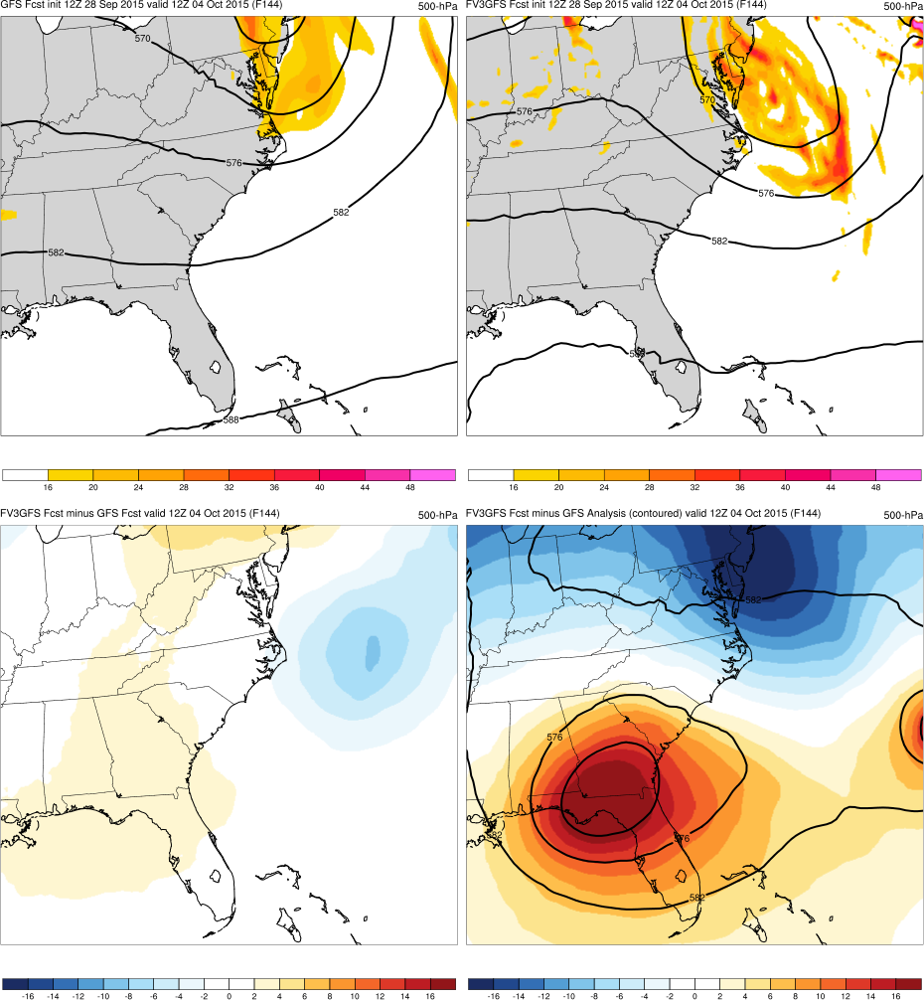 GFS Fcst init 12Z 28 Sep 2015 valid 12Z 04 Oct 2015 (F144) 500-hPa
570
576
582
582
588
16 20 24 28 32 36 40 44 48
FV3GFS Fcst init 12Z 28 Sep 2015 valid 12Z 04 Oct 2015 (F144) 500-hPa
570
576
576
582
16 20 24 28 32 36 40 44 48
FV3GFS Fcst minus GFS Fcst valid 12Z 04 Oct 2015 (F144) 500-hPa
-16 -14 -12 -10 -8 -6 -4 -2 0 2 4 6 8 10 12 14 16
FV3GFS Fcst minus GFS Analysis (contoured) valid 12Z 04 Oct 2015 (F144) 500-hPa
582
576
582
576
582
-16 -14 -12 -10 -8 -6 -4 -2 0 2 4 6 8 10 12 14 16